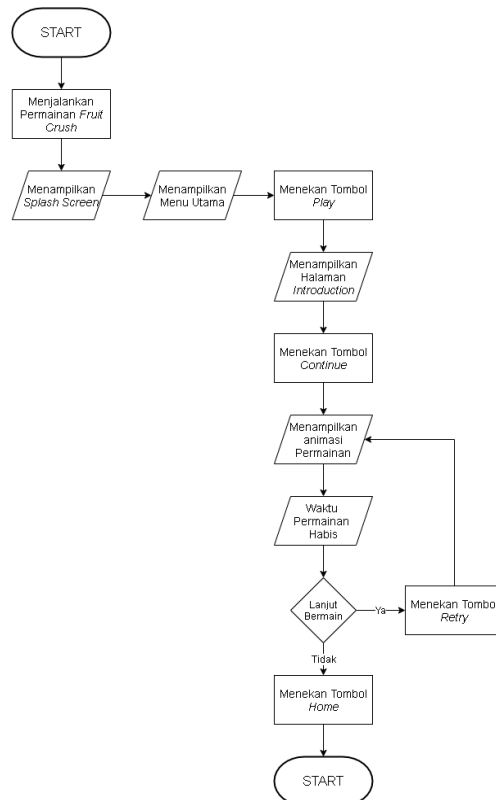 START
Menjalankan
Permainan Fruit
Crush
Menampilkan
Splash Screen
Menampilkan
Menu Utama
Menekan Tombol
Play
Menampilkan
Halaman
Introduction
Menekan Tombol
Continue
Menampilkan
animasi
Permainan
Waktu
Permainan
Habis
Lanjut
Bermain
Ya
Menekan Tombol
Retry
Tidak
Menekan Tombol
Home
START